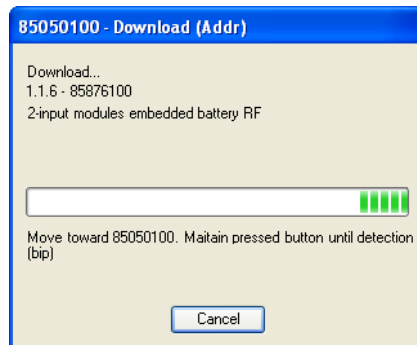 85050100 - Download (Addr)
Download...
1.1.6 - 85876100
2-input modules embedded battery RF
Move toward 85050100. Maitain pressed button until detection
(bip)
Cancel